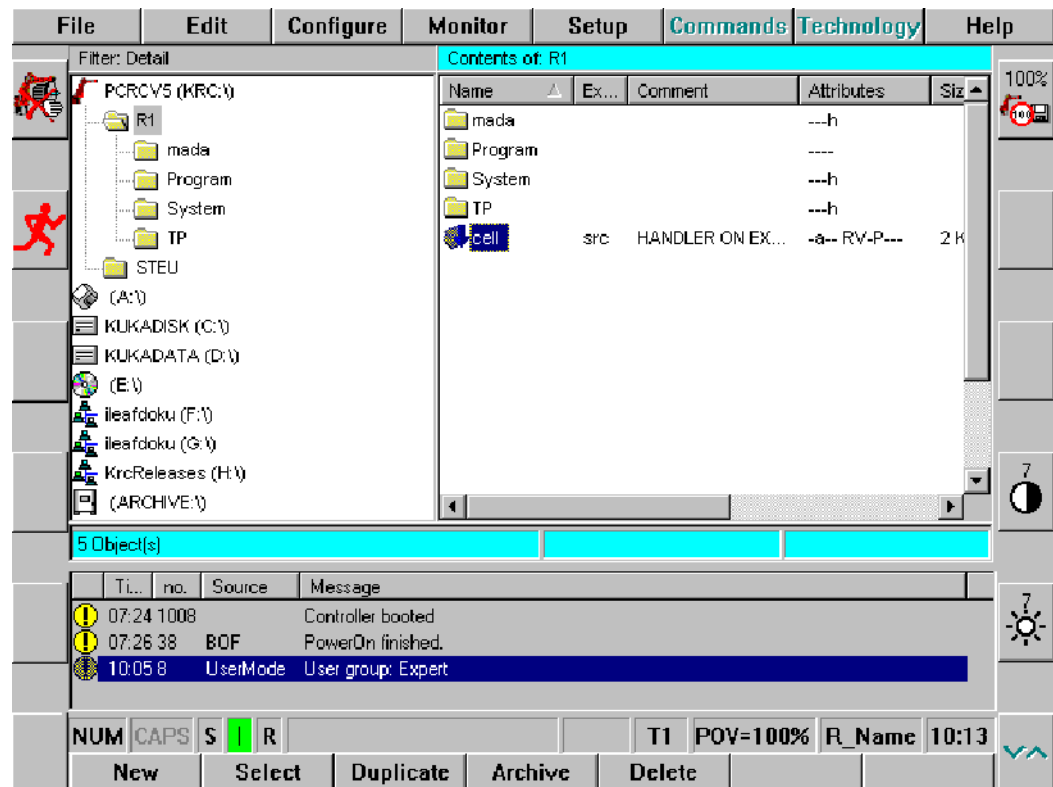 File Edit Configure Monitor Setup Commands Technology Help
Filter: Detail Contents of: R1
PCRCV5 (KRC:\) Name Ex... Comment Attributes Siz 100%
R1 mada ---h 100
mada Program ----
Program System ---h
System TP ---h
TP cell src HANDLER ON EX... -a-- RV-P--- 2 K
STEU
(A:\)
KUKADISK (C:\)
KUKADATA (D:\)
(E:\)
ileafdoku (F:\)
ileafdoku (G:\)
KrcReleases (H:\) 7
(ARCHIVE:\)
5 Object(s)
Ti... no. Source Message
07:24 1008 Controller booted 7
07:26 38 BOF PowerOn finished.
10:05 8 UserMode User group: Expert
NUM CAPS S I R T1 POV=100% R_Name 10:13
New Select Duplicate Archive Delete